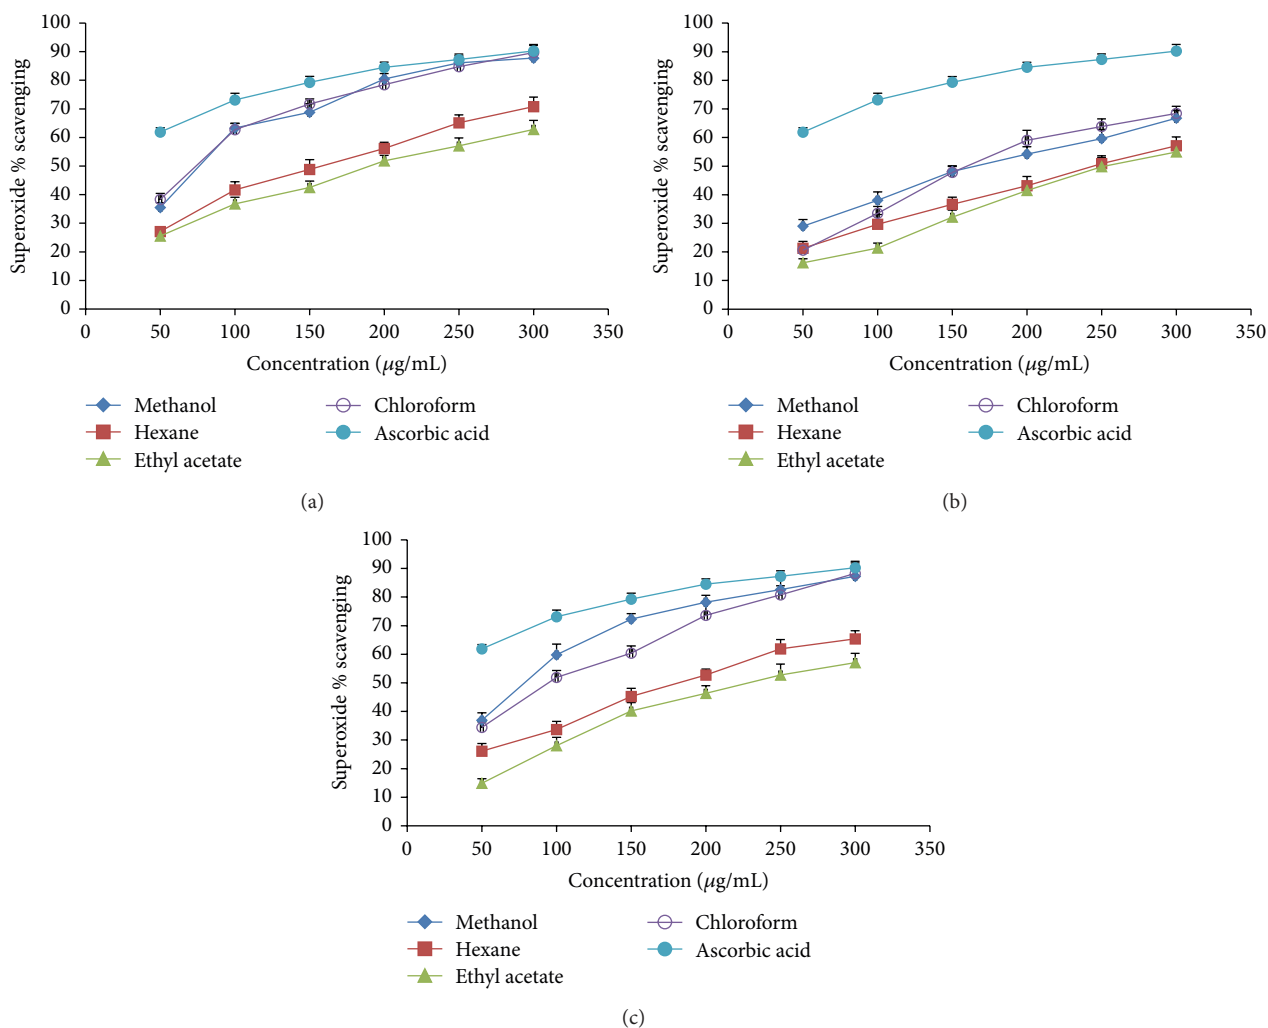 100
90
80
70
60
50
40
30
20
10
0
Superoxide % scavenging
0 50 100 150 200 250 300 350
Concentration (μg/mL)
Methanol
Hexane
Ethyl acetate
Chloroform
Ascorbic acid
(a)
100
90
80
70
60
50
40
30
20
10
0
Superoxide % scavenging
0 50 100 150 200 250 300 350
Concentration (μg/mL)
Methanol
Hexane
Ethyl acetate
Chloroform
Ascorbic acid
(b)
100
90
80
70
60
50
40
30
20
10
0
Superoxide % scavenging
0 50 100 150 200 250 300 350
Concentration (μg/mL)
Methanol
Hexane
Ethyl acetate
Chloroform
Ascorbic acid
(c)